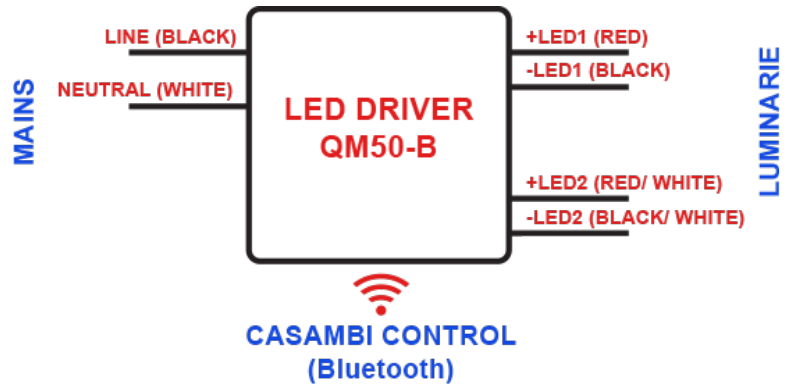 LINE (BLACK)
NEUTRAL (WHITE)
MAINS
LED DRIVER
QM50-B
+LED1 (RED)
-LED1 (BLACK)
+LED2 (RED/ WHITE)
-LED2 (BLACK/ WHITE)
LUMINARIE
CASAMBI CONTROL
(Bluetooth)